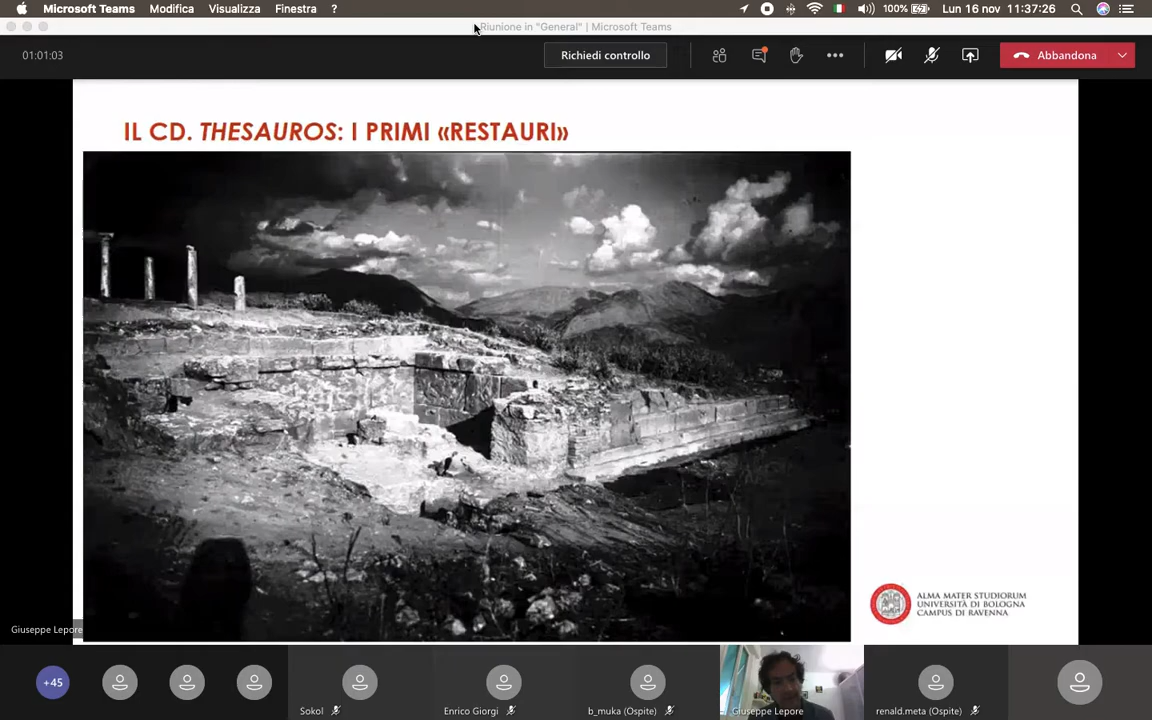 Microsoft Teams Modifica Visualizza Finestra ? 100% Lun 16 nov 11:37:26
Riunione in "General" | Microsoft Teams
01:01:03 Richiedi controllo Abbandona
IL CD. THESAUROS: I PRIMI «RESTAURI»
ALMA MATER STUDIORUM
UNIVERSITÀ DI BOLOGNA
CAMPUS DI RAVENNA
Giuseppe Lepore
+45
Sokol Enrico Giorgi b_muka (Ospite) Giuseppe Lepore renald.meta (Ospite)